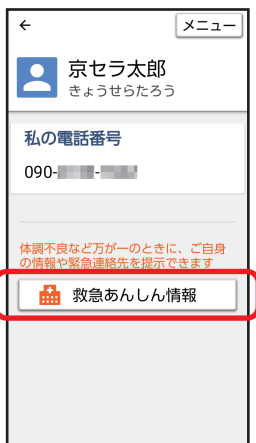 メニュー
京セラ太郎
きょうせらたろう
私の電話番号
090-
体調不良など万が一のときに、ご自身
の情報や緊急連絡先を提示できます
救急あんしん情報